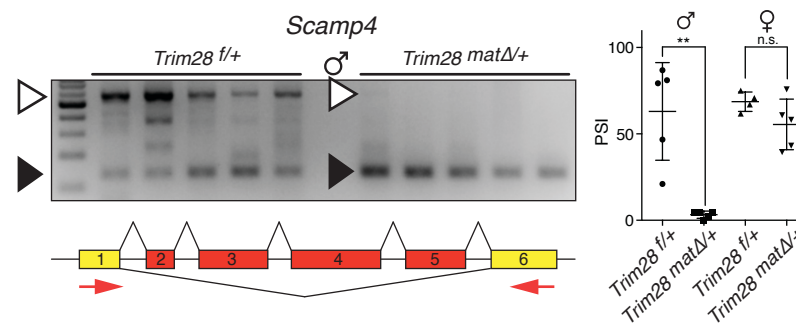 Scamp4
Trim28 f/+
♂
Trim28 matΔ/+
1
2
3
4
5
6
♂
♀
**
n.s.
100
50
0
PSI
Trim28 f/+
Trim28 matΔ/+
Trim28 f/+
Trim28 matΔ/+